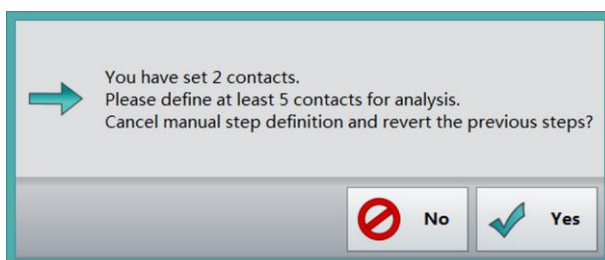 You have set 2 contacts.
Please define at least 5 contacts for analysis.
Cancel manual step definition and revert the previous steps?
No
Yes